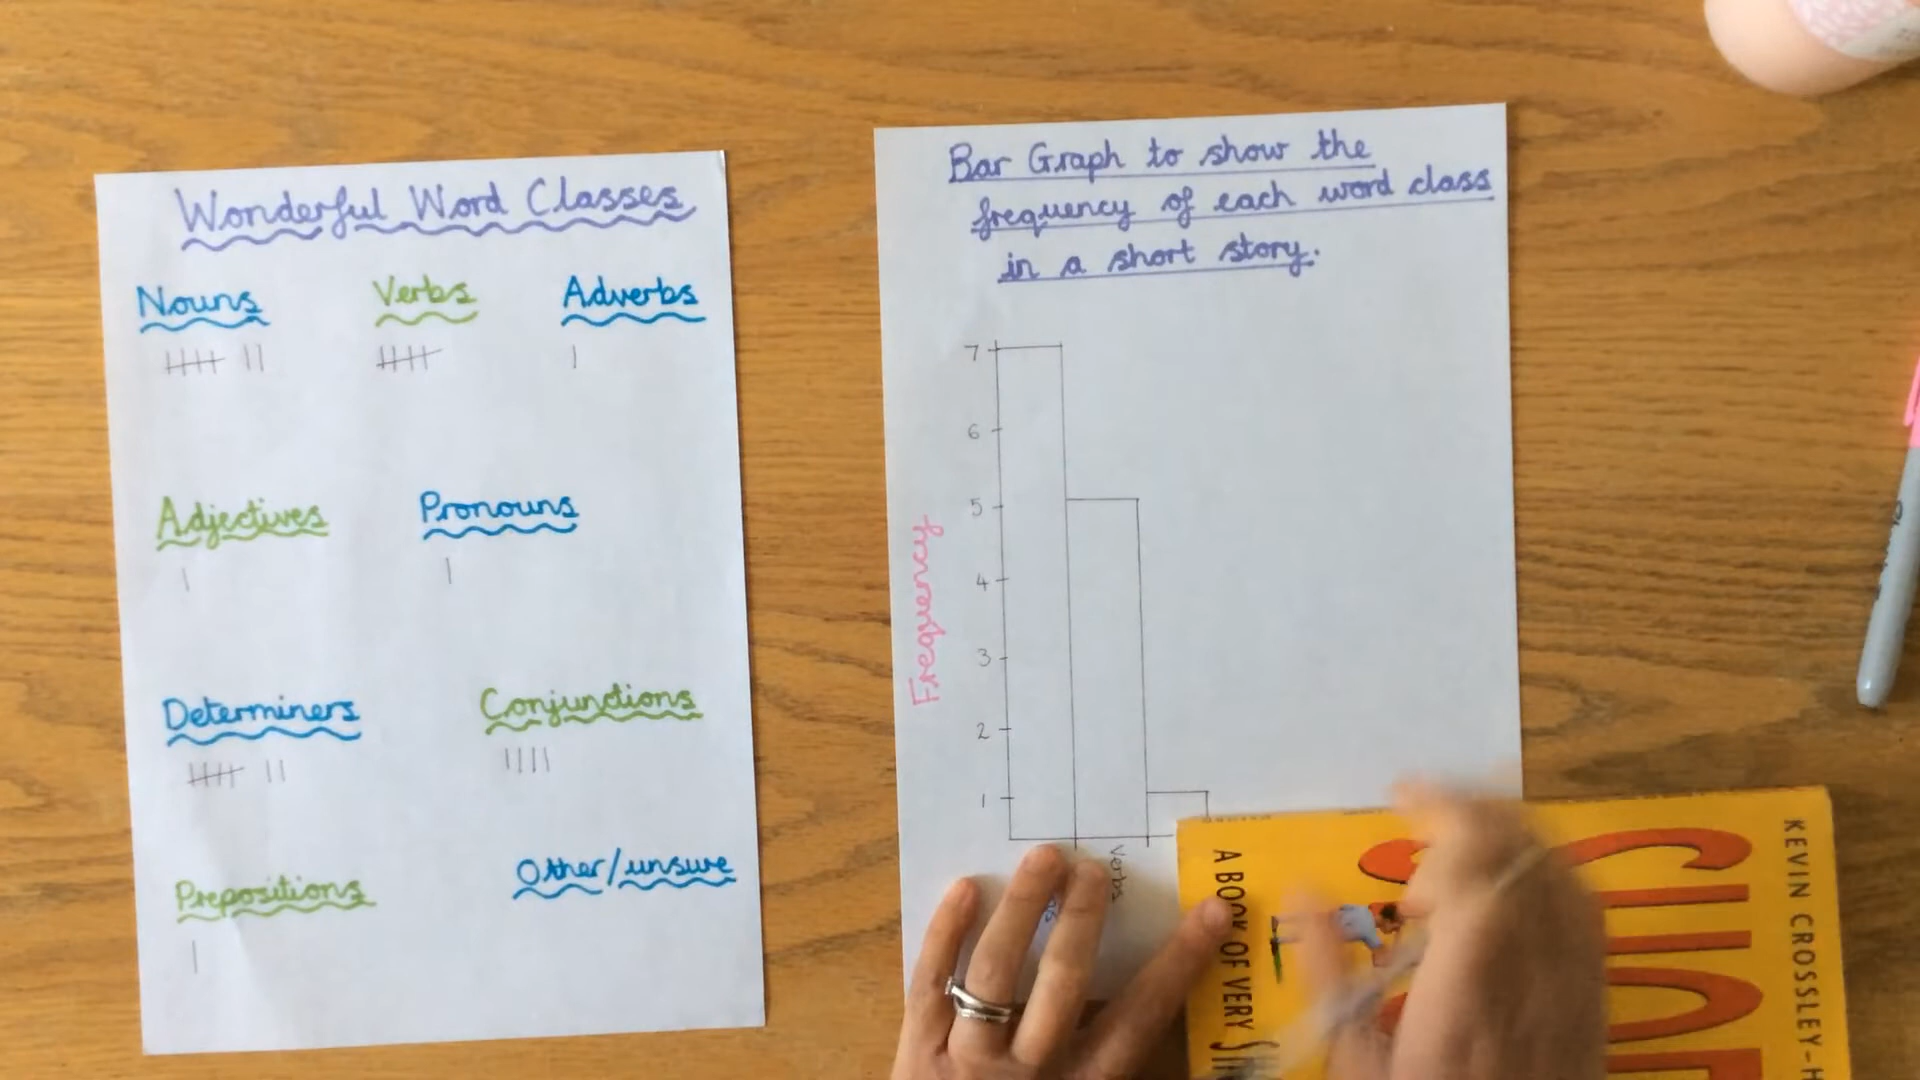 Wonderful Word Classes
Nouns Verbs Adverbs
Adjectives Pronouns
Determiners Conjunctions
Prepositions Other/unsure
Bar Graph to show the
frequency of each word class
in a short story.
Frequency
7
6
5
4
3
2
1
Verbs
A BOOK OF VERY
KEVIN CROSSLEY-H